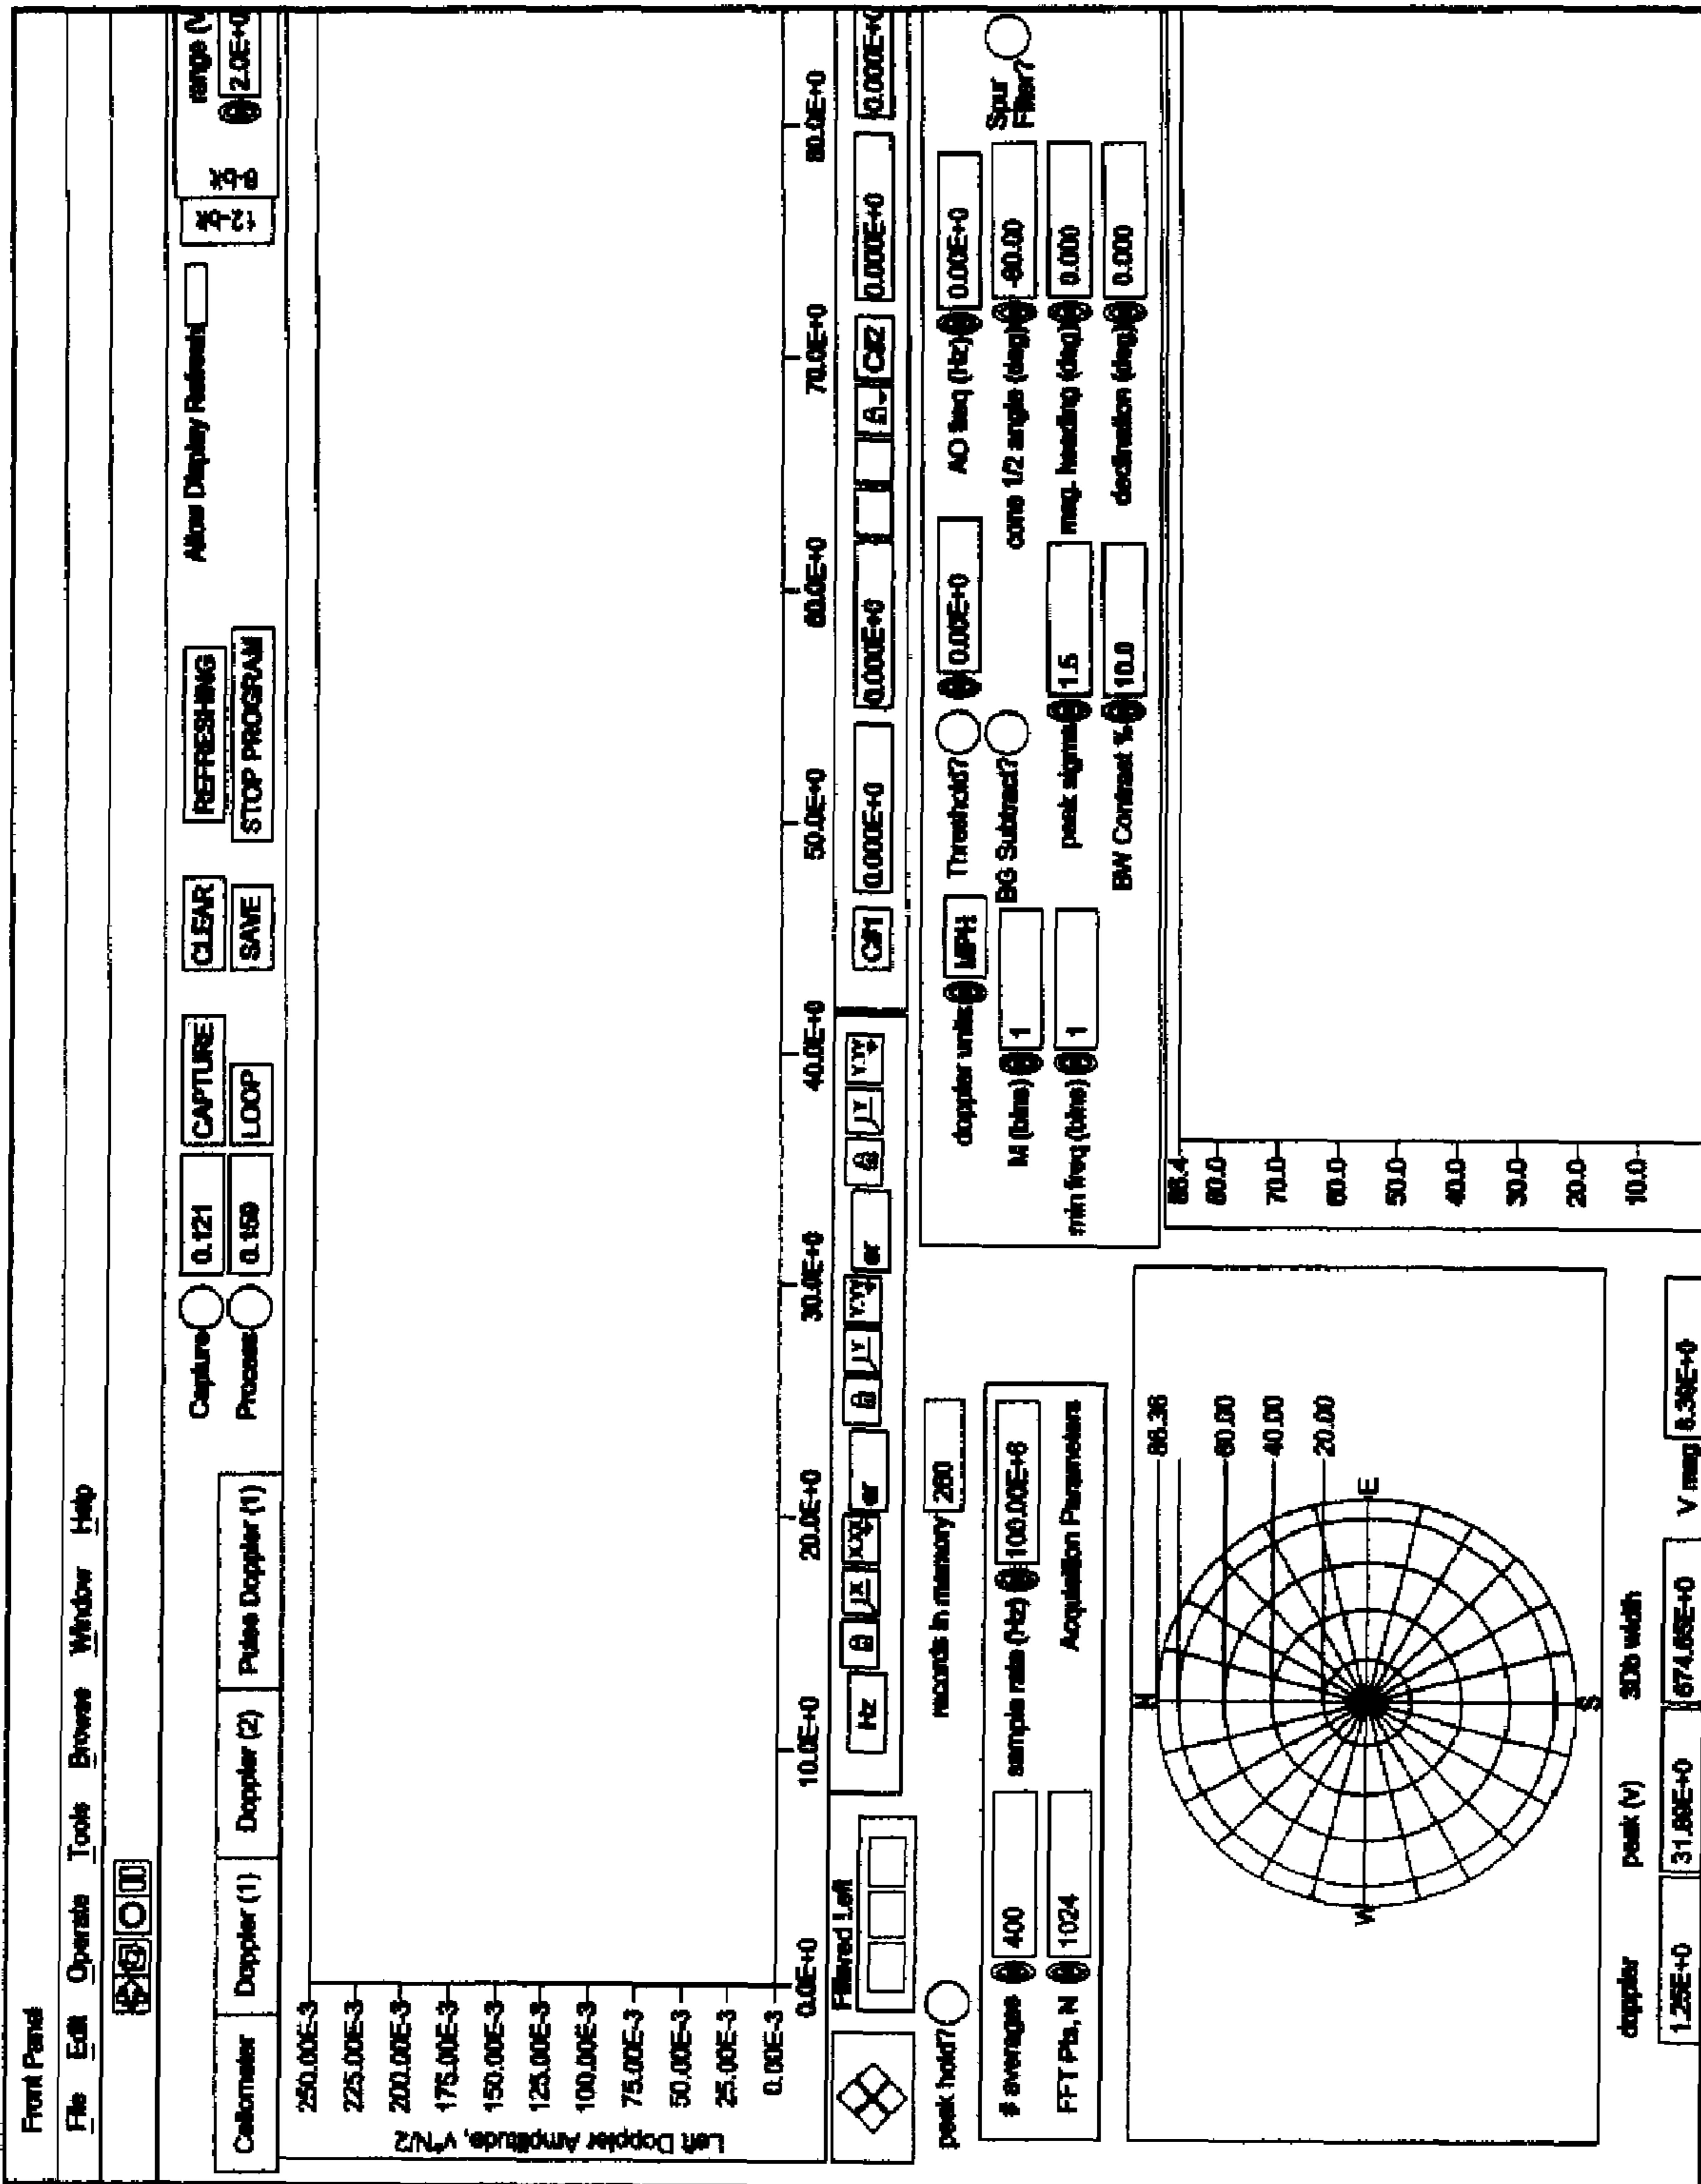 Front Panel
File Edit Operate Tools Browse Window Help
Ceilometer Doppler (1) Doppler (2) Pulse Doppler (1)
Capture 0.121 CAPTURE CLEAR REFRESHING Allow Display Refresh
Process 0.159 LOOP SAVE STOP PROGRAM
range (V
2.0E+0
Left Doppler Amplitude, v*N/2
250.00E-3
225.00E-3
200.00E-3
175.00E-3
150.00E-3
125.00E-3
100.00E-3
75.00E-3
50.00E-3
25.00E-3
0.00E-3
0.0E+0 10.0E+0 20.0E+0 30.0E+0 40.0E+0 50.0E+0 60.0E+0 70.0E+0 80.0E+0
Filtered Left
Hz er er C#1 0.000E+0 0.000E+0 C#2 0.000E+0 0.000E+0
peak hold? records in memory 260
# averages 400 sample rate (Hz) 100.00E+6
FFT Pts, N 1024 Acquisition Parameters
doppler units MPH Threshold? 0.00E+0 AO freq (Hz) 0.00E+0
M (bins) 1 BG Subtract? cone 1/2 angle (deg) -60.00 Spur Filter?
min freq (bins) 1 peak sigma 1.5 mag. heading (deg) 0.000
BW Contrast % 10.0 declination (deg) 0.000
N
W
E
S
86.36
60.00
40.00
20.00
86.4
80.0
70.0
60.0
50.0
40.0
30.0
20.0
10.0
doppler peak (v) 3Db width
1.25E+0 31.89E+0 674.65E+0 V mag 8.39E+0